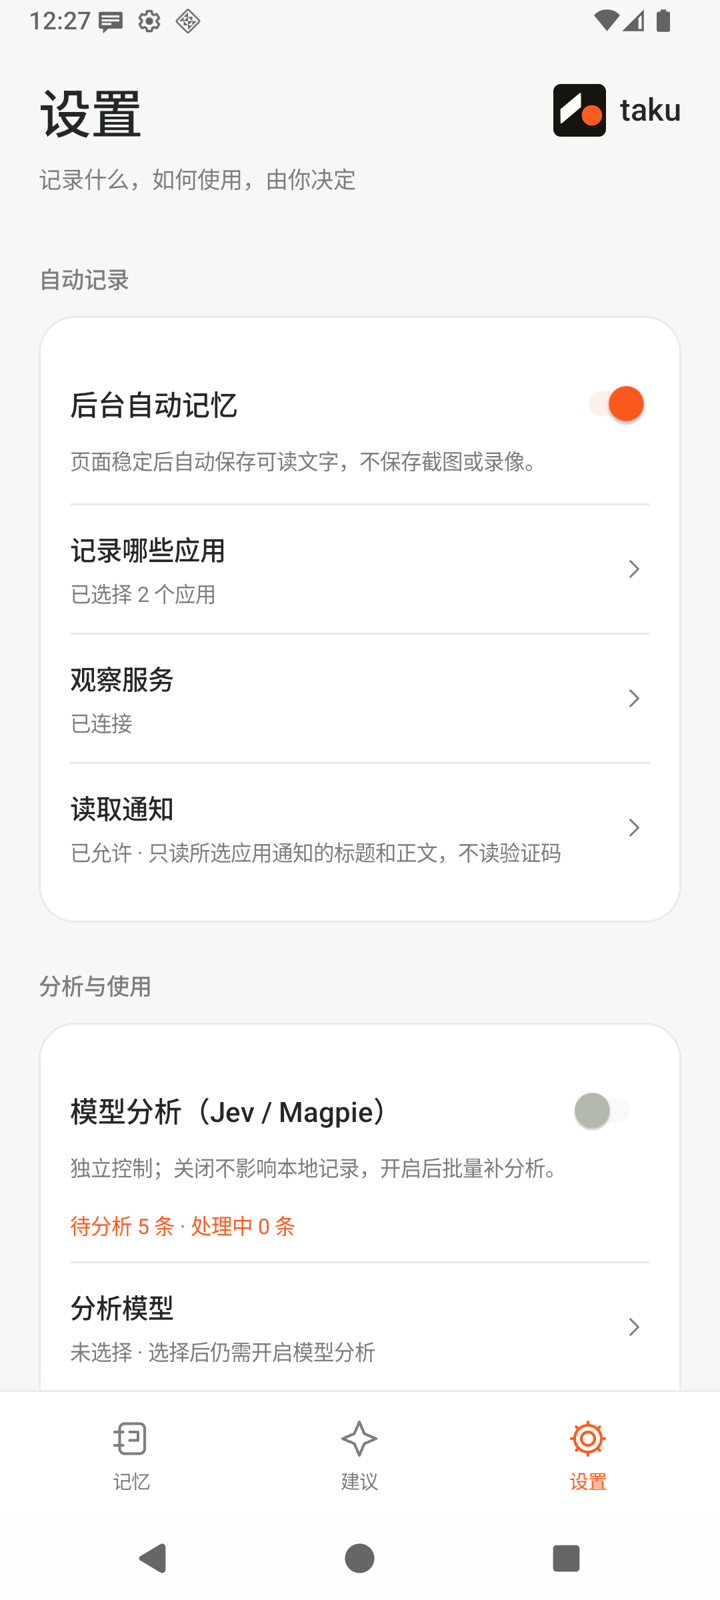 12:27
设置
taku
记录什么，如何使用，由你决定
自动记录
后台自动记忆
页面稳定后自动保存可读文字，不保存截图或录像。
记录哪些应用
已选择 2 个应用
观察服务
已连接
读取通知
已允许 · 只读所选应用通知的标题和正文，不读验证码
分析与使用
模型分析（Jev / Magpie）
独立控制；关闭不影响本地记录，开启后批量补分析。
待分析 5 条 · 处理中 0 条
分析模型
未选择 · 选择后仍需开启模型分析
记忆
建议
设置